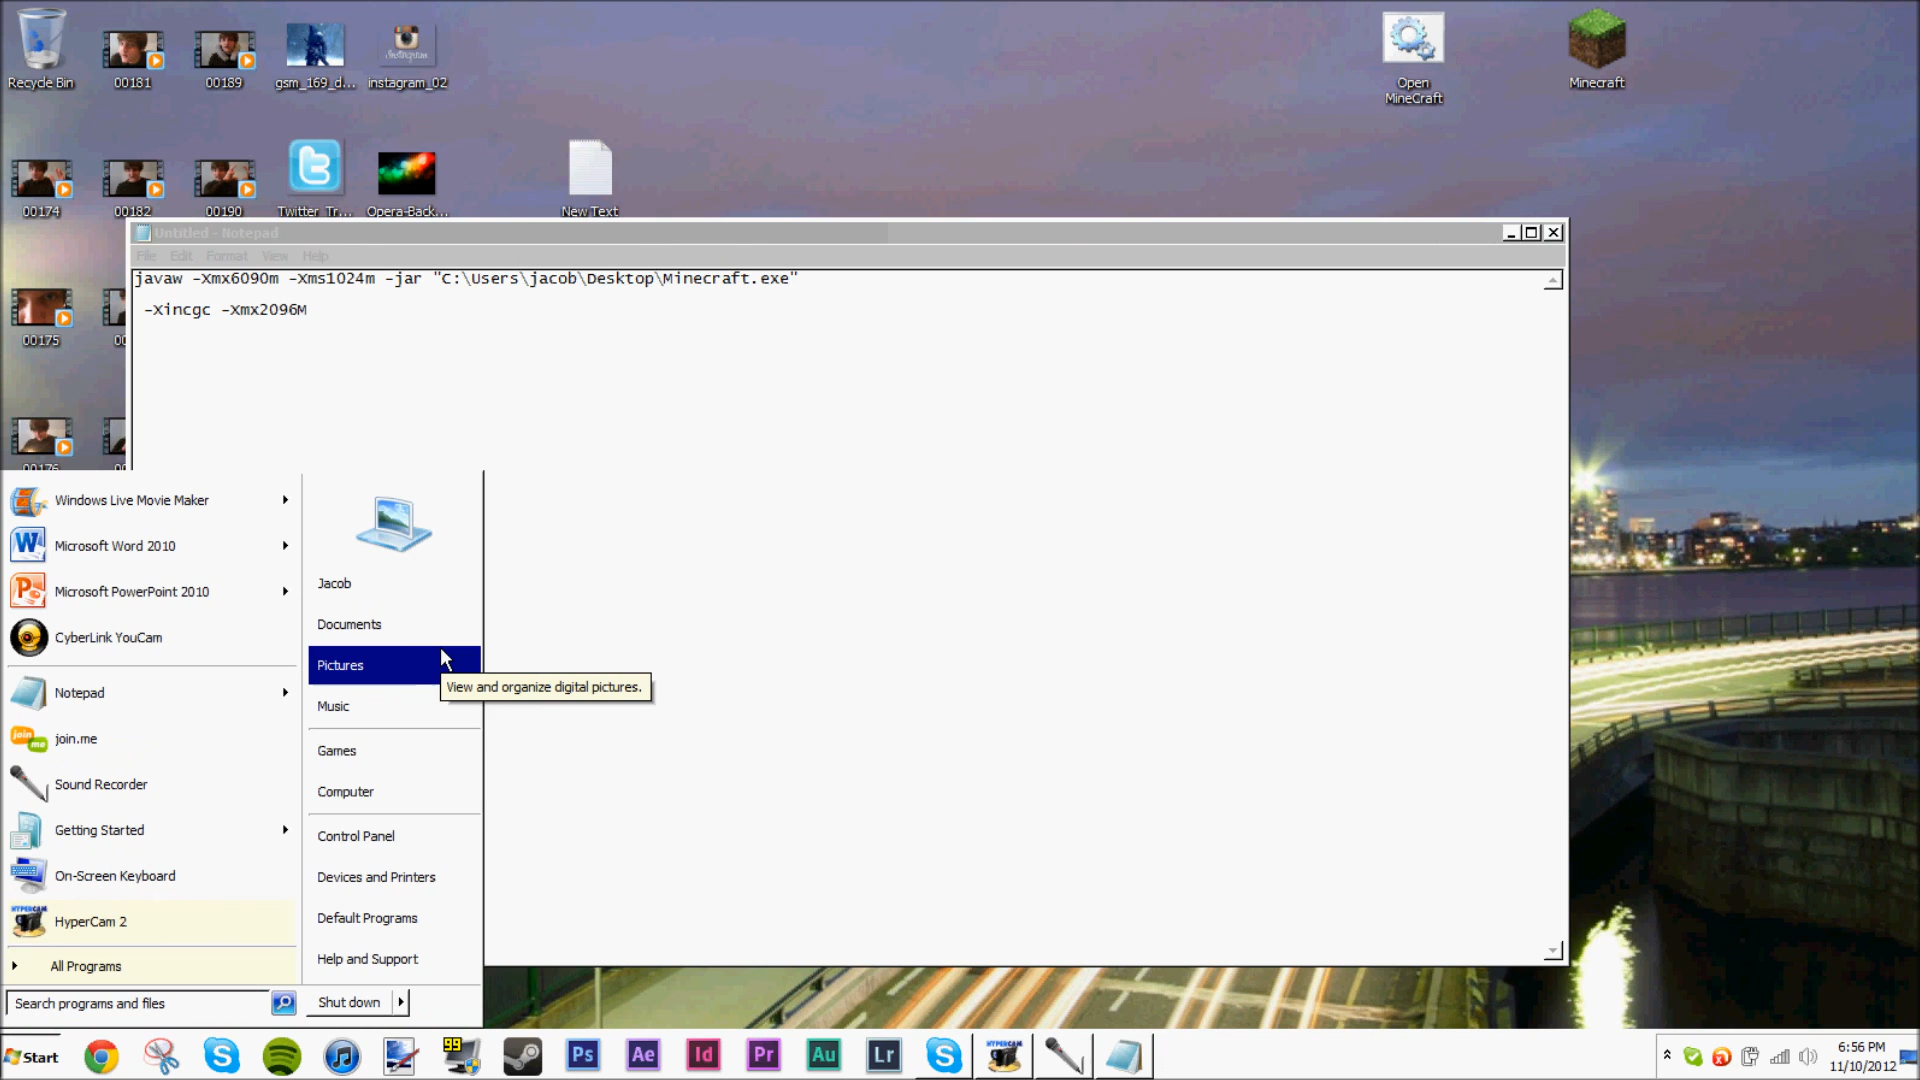 Recycle Bin
00181
00189
gsm_169_d...
instagram_02
Open
MineCraft
Minecraft
00174
00182
00190
Twitter_Tr...
Opera-Back...
New Text
Untitled - Notepad
File Edit Format View Help
javaw -Xmx6090m -Xms1024m -jar "C:\Users\jacob\Desktop\Minecraft.exe"
-Xincgc -Xmx2096M
00175
00176
Windows Live Movie Maker
Microsoft Word 2010
Microsoft PowerPoint 2010
CyberLink YouCam
Notepad
join.me
Sound Recorder
Getting Started
On-Screen Keyboard
HyperCam 2
All Programs
Search programs and files
Jacob
Documents
Pictures
View and organize digital pictures.
Music
Games
Computer
Control Panel
Devices and Printers
Default Programs
Help and Support
Shut down
Start
99
Ps
Ae
Id
Pr
Au
Lr
HYPERCAM
6:56 PM
11/10/2012